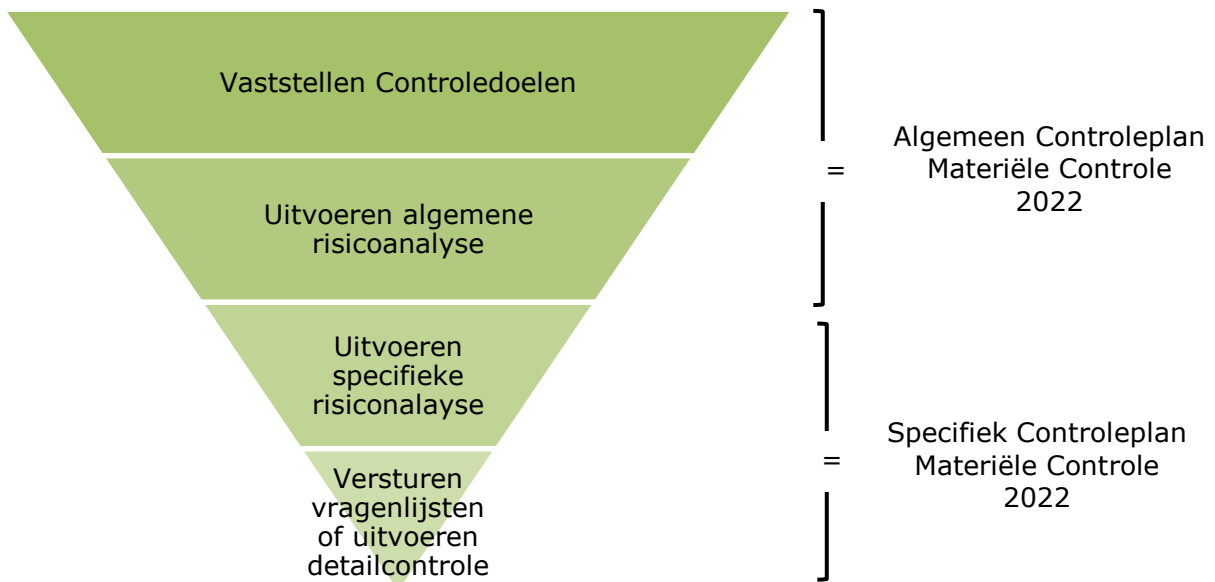 Vaststellen Controledoelen
Uitvoeren algemene
risicoanalyse
Uitvoeren
specifieke
risiconalayse
Versturen
vragenlijsten
of uitvoeren
detailcontrole
=
Algemeen Controleplan
Materiële Controle
2022
=
Specifiek Controleplan
Materiële Controle
2022